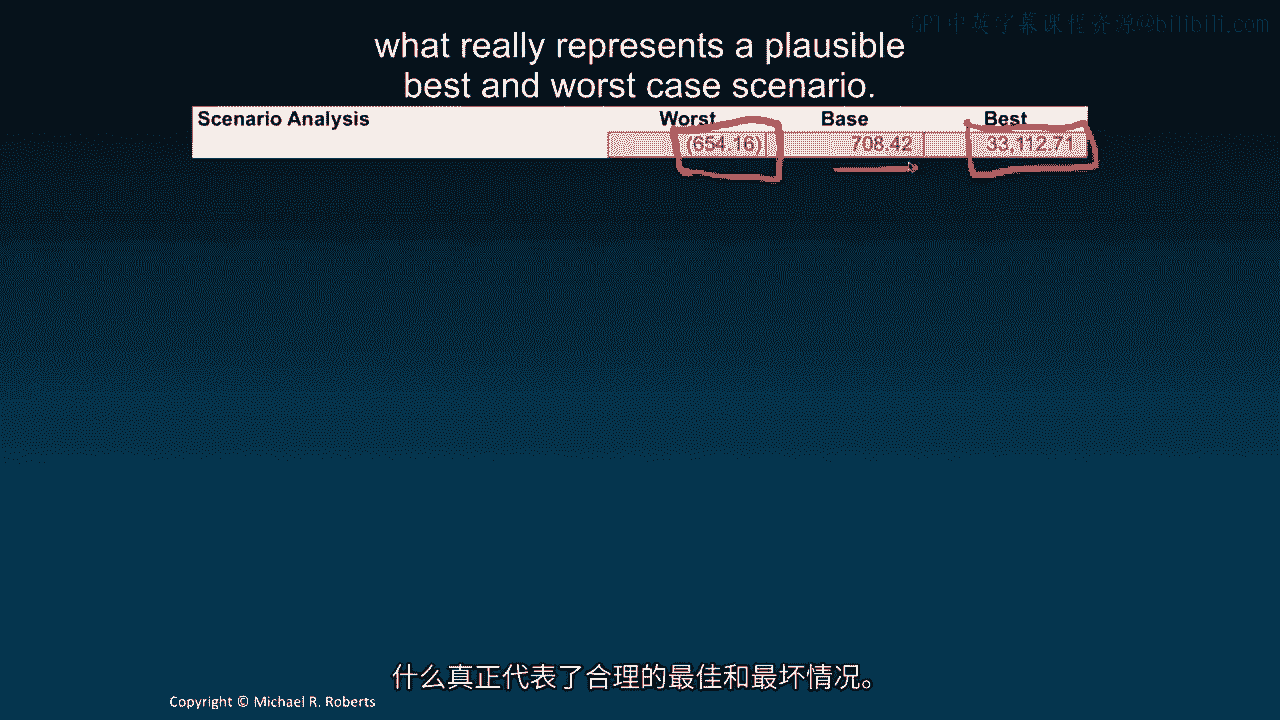 GPT中英字幕课程资源@bilibili.com
what really represents a plausible
best and worst case scenario.
Scenario Analysis Worst Base Best
(654.16) 708.42 33,112.71
什么真正代表了合理的最佳和最坏情况。
Copyright © Michael R. Roberts